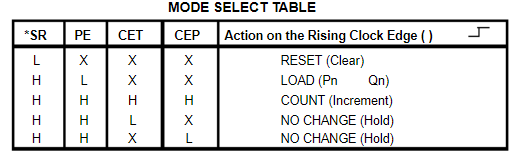 MODE SELECT TABLE
*SR PE CET CEP Action on the Rising Clock Edge ( )
L X X X RESET (Clear)
H L X X LOAD (Pn Qn)
H H H H COUNT (Increment)
H H L X NO CHANGE (Hold)
H H X L NO CHANGE (Hold)